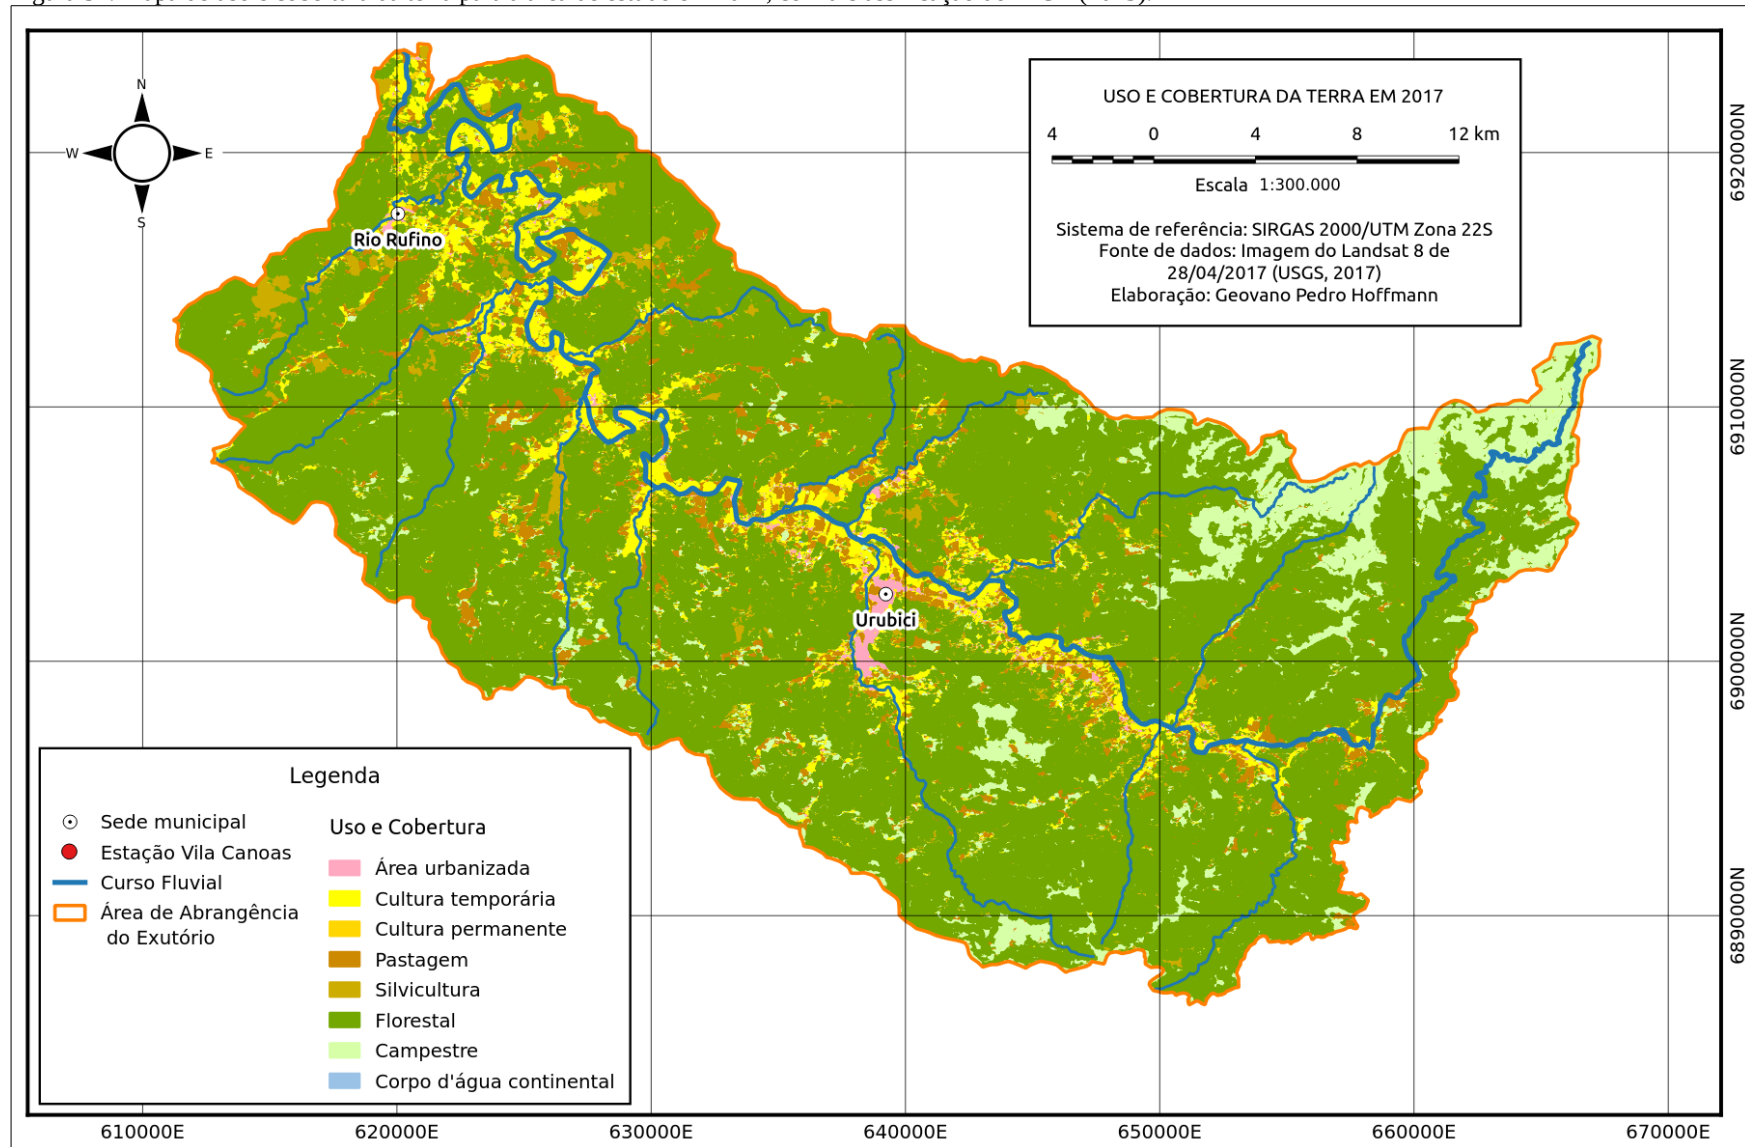 N
W
E
S
USO E COBERTURA DA TERRA EM 2017
4 0 4 8 12 km
Escala 1:300.000
Sistema de referência: SIRGAS 2000/UTM Zona 22S
Fonte de dados: Imagem do Landsat 8 de
28/04/2017 (USGS, 2017)
Elaboração: Geovano Pedro Hoffmann
Rio Rufino
Urubici
6920000N
6910000N
6900000N
6890000N
Legenda
Sede municipal
Estação Vila Canoas
Curso Fluvial
Área de Abrangência
do Exutório
Uso e Cobertura
Área urbanizada
Cultura temporária
Cultura permanente
Pastagem
Silvicultura
Florestal
Campestre
Corpo d'água continental
610000E 620000E 630000E 640000E 650000E 660000E 670000E